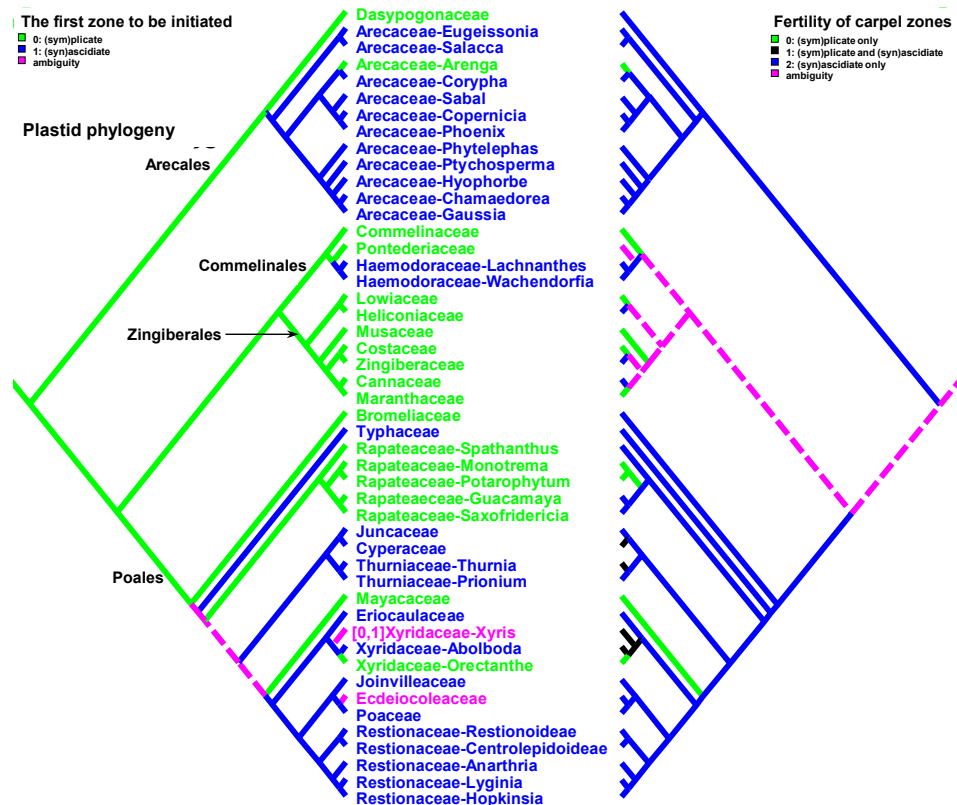 The first zone to be initiated
0: (sym)plicate
1: (syn)ascidiate
ambiguity
Fertility of carpel zones
0: (sym)plicate only
1: (sym)plicate and (syn)ascidiate
2: (syn)ascidiate only
ambiguity
Plastid phylogeny
Arecales
Commelinales
Zingiberales
Poales
Dasypogonaceae
Arecaceae-Eugeissonia
Arecaceae-Salacca
Arecaceae-Arenga
Arecaceae-Corypha
Arecaceae-Sabal
Arecaceae-Copernicia
Arecaceae-Phoenix
Arecaceae-Phytelephas
Arecaceae-Ptychosperma
Arecaceae-Hyophorbe
Arecaceae-Chamaedorea
Arecaceae-Gaussia
Commelinaceae
Pontederiaceae
Haemodoraceae-Lachnanthes
Haemodoraceae-Wachendorfia
Lowiaceae
Heliconiaceae
Musaceae
Costaceae
Zingiberaceae
Cannaceae
Maranthaceae
Bromeliaceae
Typhaceae
Rapateaceae-Spathanthus
Rapateaceae-Monotrema
Rapateaceae-Potarophytum
Rapateaeceae-Guacamaya
Rapateaceae-Saxofridericia
Juncaceae
Cyperaceae
Thurniaceae-Thurnia
Thurniaceae-Prionium
Mayacaceae
Eriocaulaceae
[0,1]Xyridaceae-Xyris
Xyridaceae-Abolboda
Xyridaceae-Orectanthe
Joinvilleaceae
Ecdeiocoleaceae
Poaceae
Restionaceae-Restionoideae
Restionaceae-Centrolepidoideae
Restionaceae-Anarthria
Restionaceae-Lyginia
Restionaceae-Hopkinsia